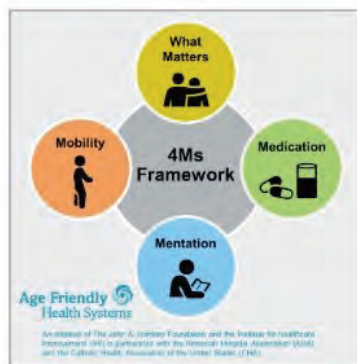 What
Matters
Mobility
4Ms
Framework
Medication
Mentation
Age Friendly
Health Systems
An initiative of The John A. Hartford Foundation and the Institute for Healthcare
Improvement (IHI) in partnership with the American Hospital Association (AHA)
and the Catholic Health Association of the United States (CHA).